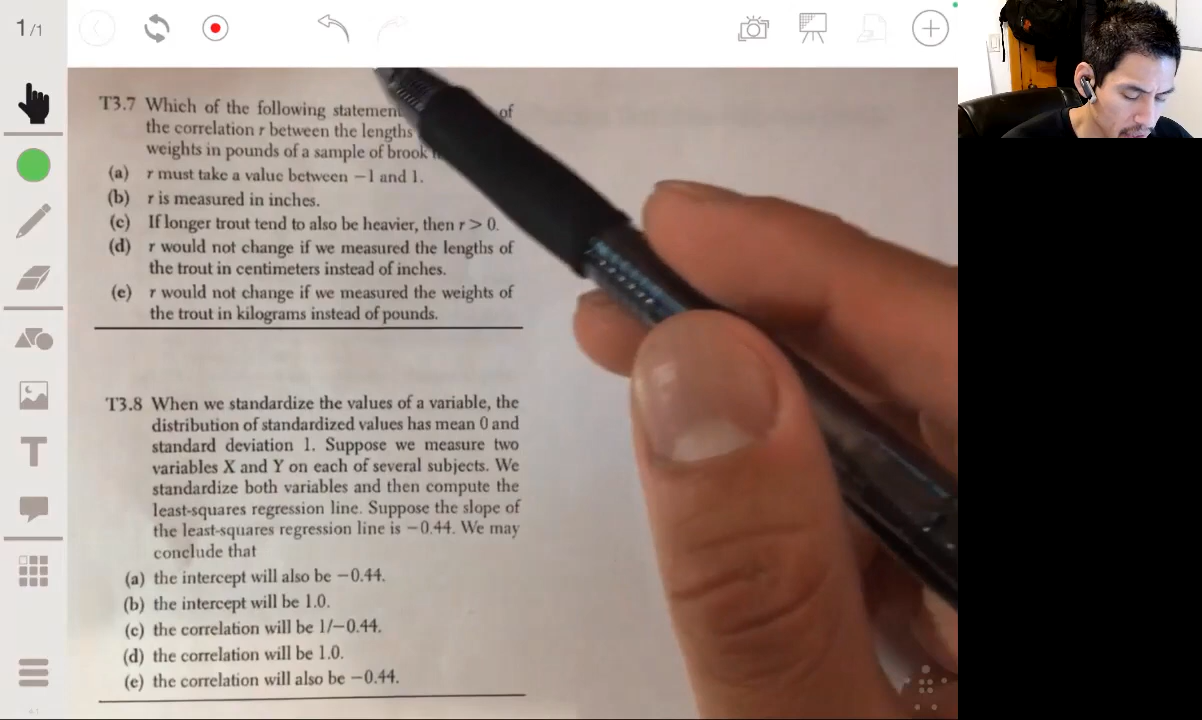 1/1
T3.7 Which of the following statemen of
the correlation r between the lengths
weights in pounds of a sample of brook
(a) r must take a value between −1 and 1.
(b) r is measured in inches.
(c) If longer trout tend to also be heavier, then r > 0.
(d) r would not change if we measured the lengths of
the trout in centimeters instead of inches.
(e) r would not change if we measured the weights of
the trout in kilograms instead of pounds.
T3.8 When we standardize the values of a variable, the
distribution of standardized values has mean 0 and
standard deviation 1. Suppose we measure two
variables X and Y on each of several subjects. We
standardize both variables and then compute the
least-squares regression line. Suppose the slope of
the least-squares regression line is −0.44. We may
conclude that
(a) the intercept will also be −0.44.
(b) the intercept will be 1.0.
(c) the correlation will be 1/−0.44.
(d) the correlation will be 1.0.
(e) the correlation will also be −0.44.
T